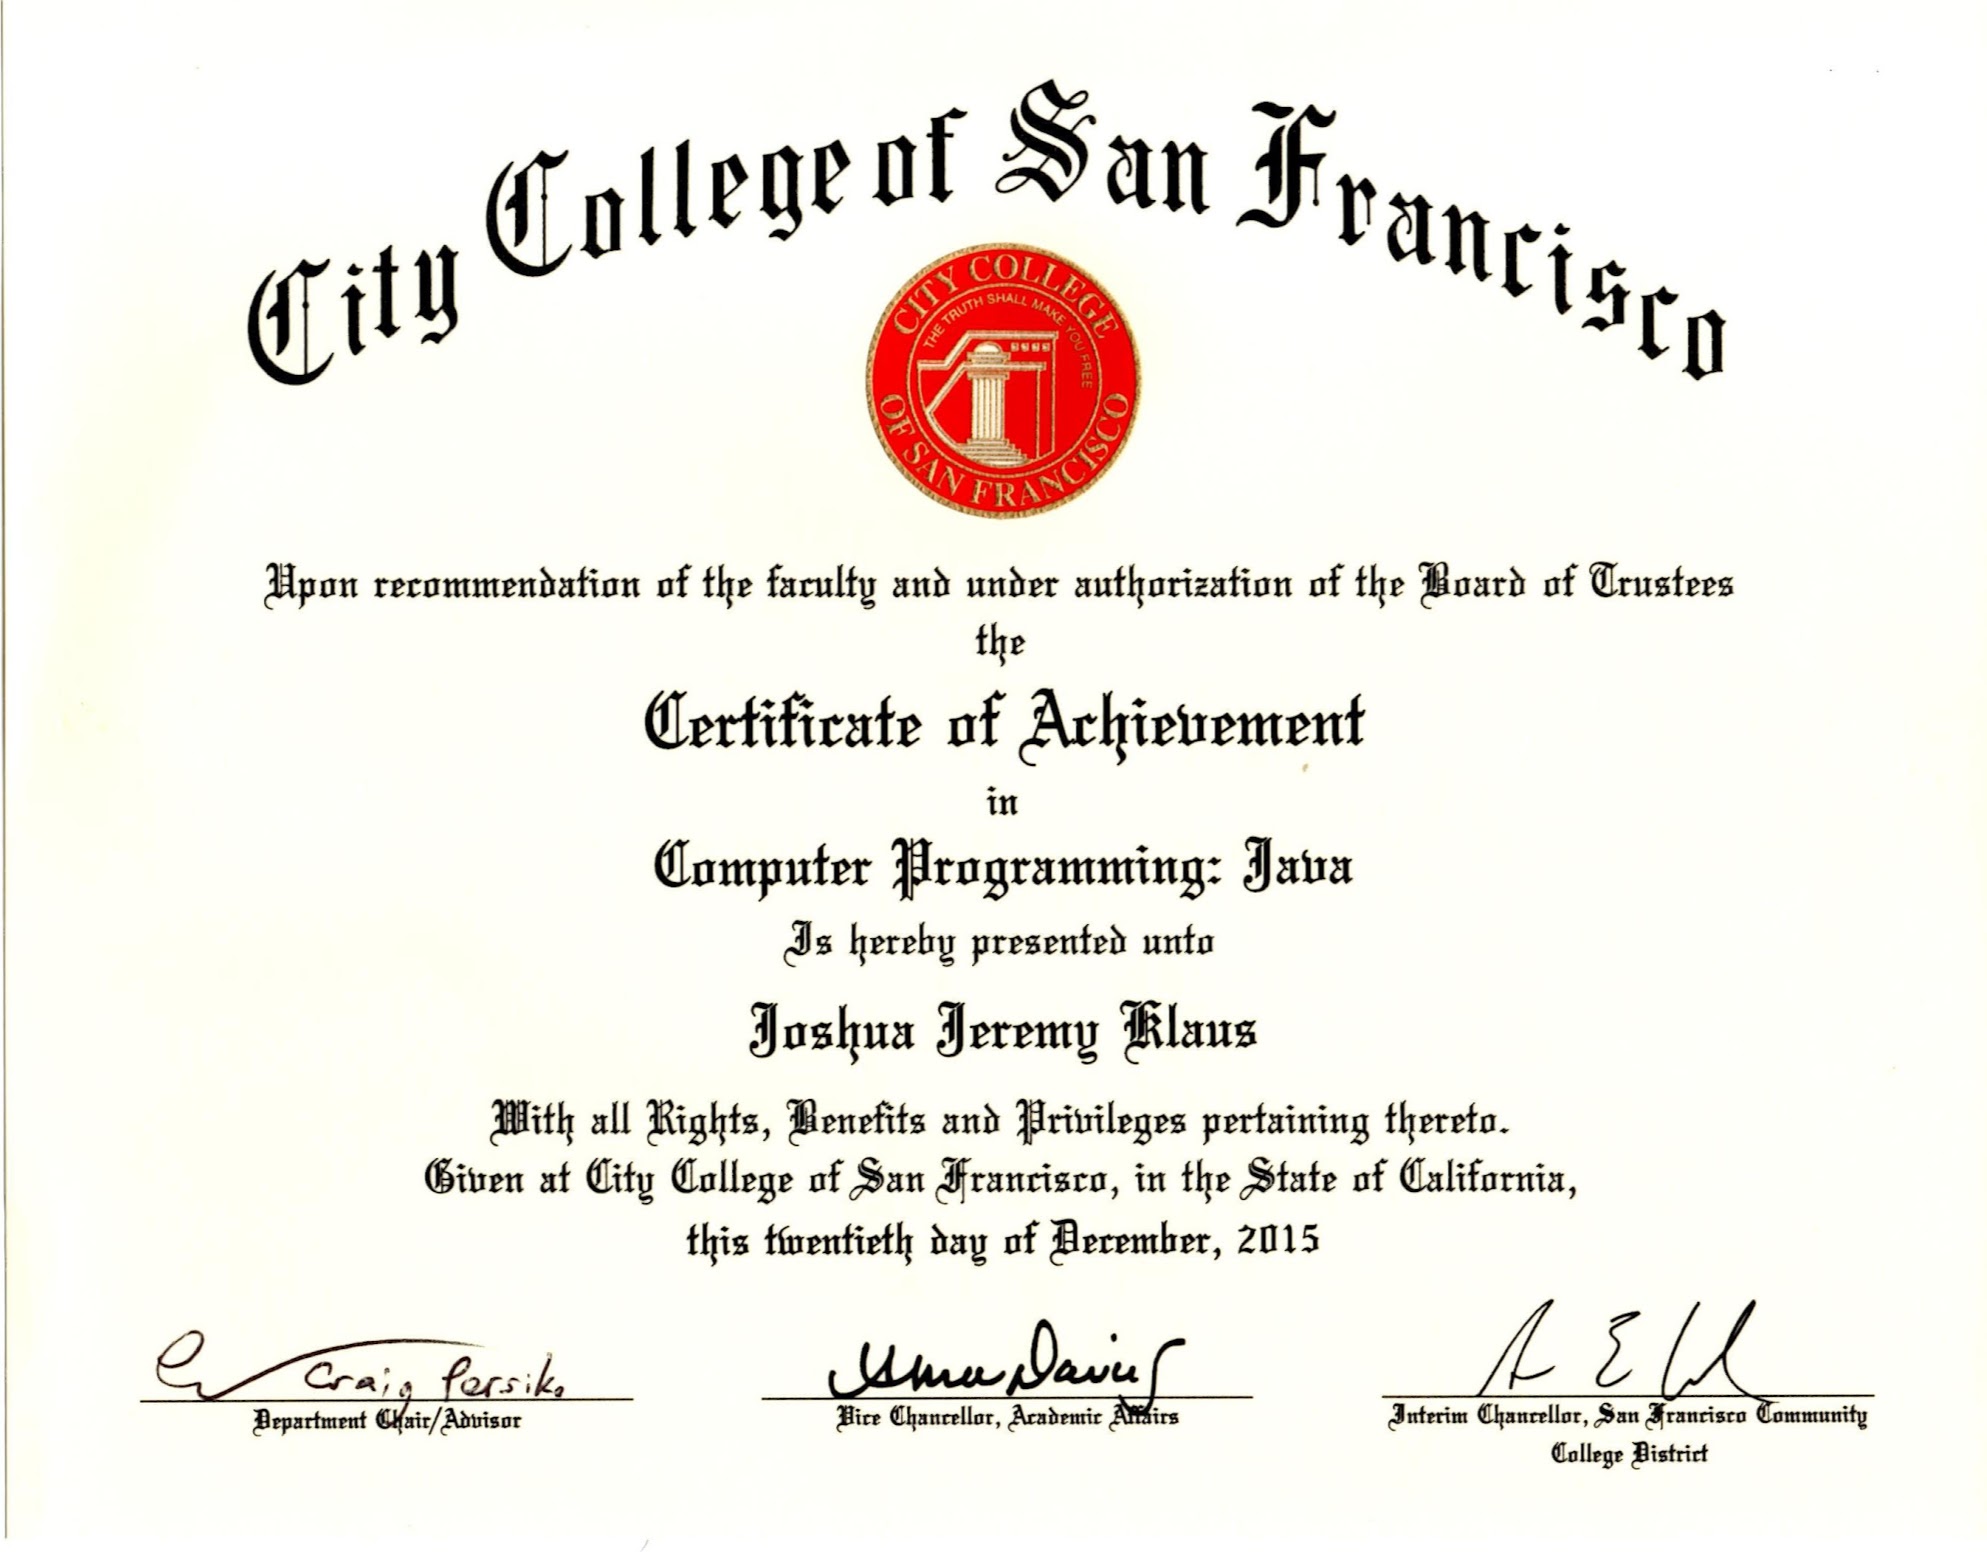 City College of San Francisco
CITY COLLEGE
THE TRUTH SHALL MAKE YOU FREE
OF SAN FRANCISCO
Upon recommendation of the faculty and under authorization of the Board of Trustees
the
Certificate of Achievement
in
Computer Programming: Java
Is hereby presented unto
Joshua Jeremy Klaus
With all Rights, Benefits and Privileges pertaining thereto.
Given at City College of San Francisco, in the State of California,
this twentieth day of December, 2015
Craig Persiko
Davies
Department Chair/Advisor
Vice Chancellor, Academic Affairs
Interim Chancellor, San Francisco Community
College District